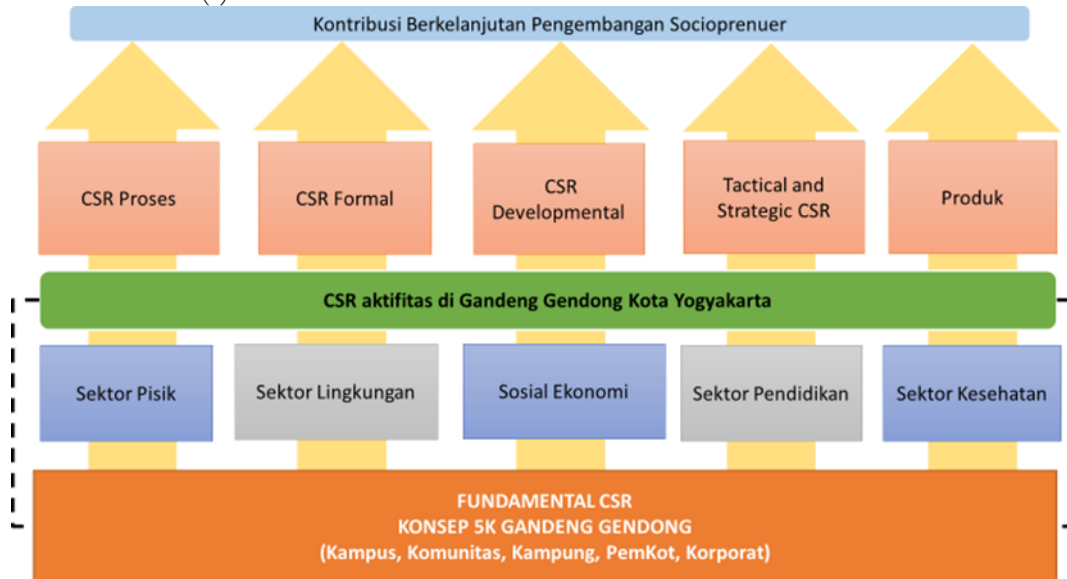 Kontribusi Berkelanjutan Pengembangan Socioprenuer
CSR Proses
CSR Formal
CSR
Developmental
Tactical and
Strategic CSR
Produk
CSR aktifitas di Gandeng Gendong Kota Yogyakarta
Sektor Pisik
Sektor Lingkungan
Sosial Ekonomi
Sektor Pendidikan
Sektor Kesehatan
FUNDAMENTAL CSR
KONSEP 5K GANDENG GENDONG
(Kampus, Komunitas, Kampung, PemKot, Korporat)